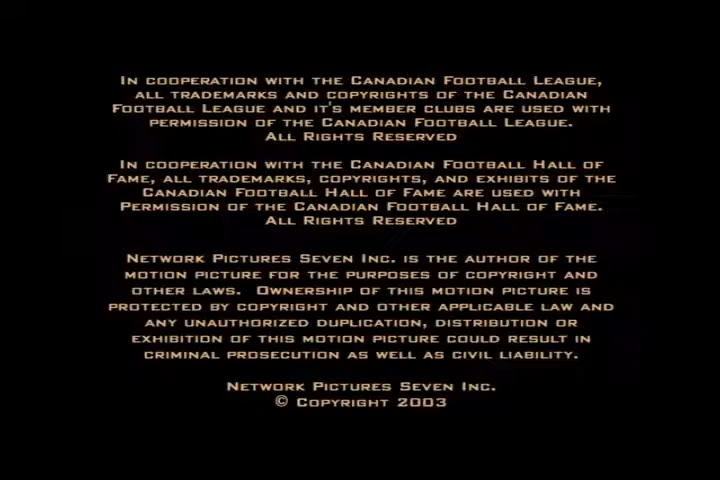 In cooperation with the Canadian Football League,
all trademarks and copyrights of the Canadian
Football League and it's member clubs are used with
permission of the Canadian Football League.
All Rights Reserved
In cooperation with the Canadian Football Hall of
Fame, all trademarks, copyrights, and exhibits of the
Canadian Football Hall of Fame are used with
Permission of the Canadian Football Hall of Fame.
All Rights Reserved
Network Pictures Seven Inc. is the author of the
motion picture for the purposes of copyright and
other laws. Ownership of this motion picture is
protected by copyright and other applicable law and
any unauthorized duplication, distribution or
exhibition of this motion picture could result in
criminal prosecution as well as civil liability.
Network Pictures Seven Inc.
© Copyright 2003